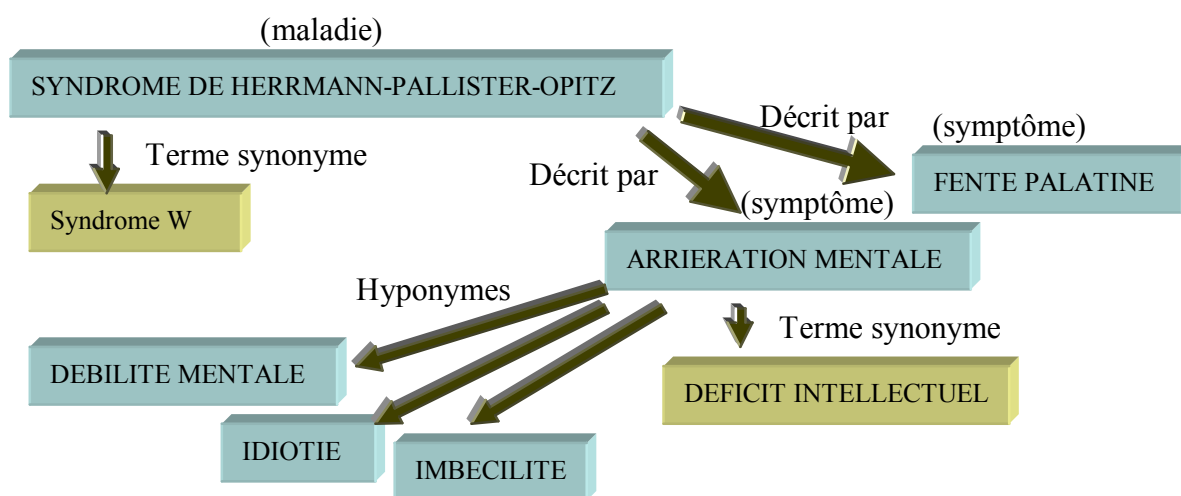 (maladie)
SYNDROME DE HERRMANN-PALLISTER-OPITZ
Décrit par
(symptôme)
Terme synonyme
Décrit par
FENTE PALATINE
Syndrome W
(symptôme)
ARRIERATION MENTALE
Hyponymes
Terme synonyme
DEBILITE MENTALE
DEFICIT INTELLECTUEL
IDIOTIE
IMBECILITE